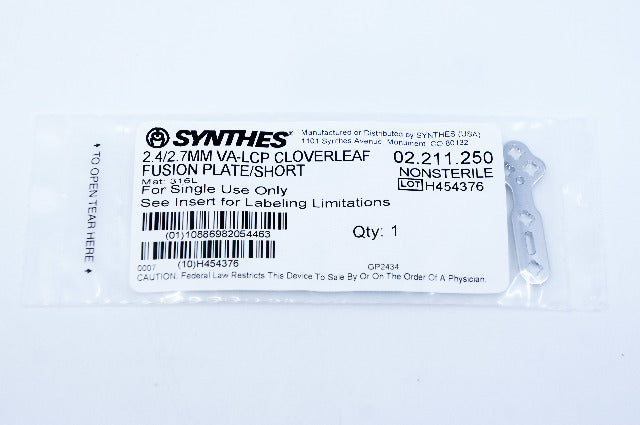 SYNTHES®
Manufactured or Distributed by SYNTHES (USA)
1101 Synthes Avenue, Monument, CO 80132
2.4/2.7MM VA-LCP CLOVERLEAF
FUSION PLATE/SHORT
02.211.250
NONSTERILE
LOT H454376
Mat: 316L
For Single Use Only
See Insert for Labeling Limitations
(01)10886982054463
Qty: 1
(10)H454376
0007
GP2434
CAUTION: Federal Law Restricts This Device To Sale By Or On The Order Of A Physician.
TO OPEN TEAR HERE